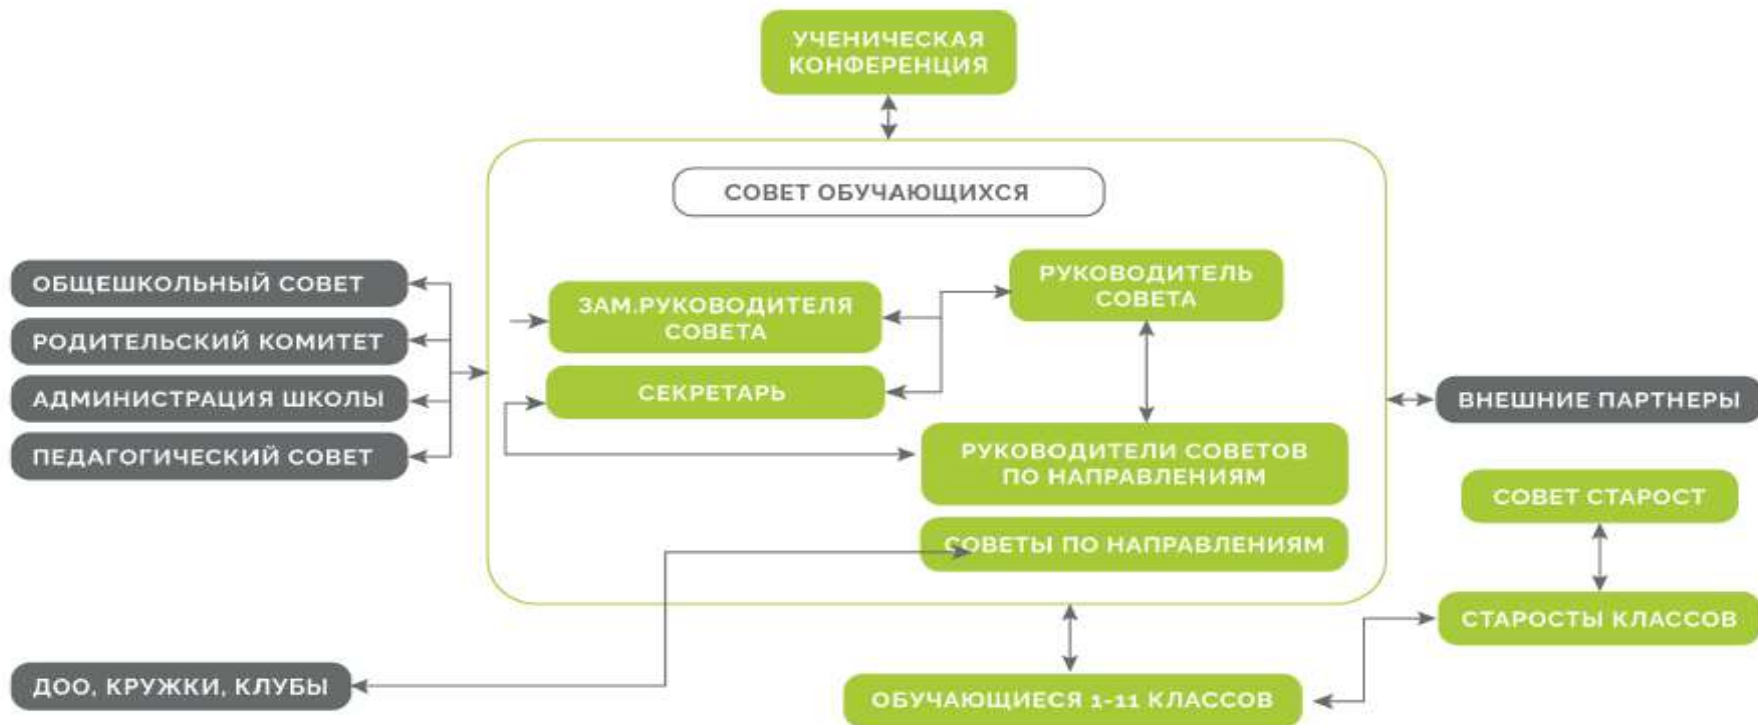 УЧЕНИЧЕСКАЯ
КОНФЕРЕНЦИЯ
СОВЕТ ОБУЧАЮЩИХСЯ
ОБЩЕШКОЛЬНЫЙ СОВЕТ
РОДИТЕЛЬСКИЙ КОМИТЕТ
АДМИНИСТРАЦИЯ ШКОЛЫ
ПЕДАГОГИЧЕСКИЙ СОВЕТ
ЗАМ.РУКОВОДИТЕЛЯ
СОВЕТА
СЕКРЕТАРЬ
РУКОВОДИТЕЛЬ
СОВЕТА
РУКОВОДИТЕЛИ СОВЕТОВ
ПО НАПРАВЛЕНИЯМ
СОВЕТЫ ПО НАПРАВЛЕНИЯМ
ВНЕШНИЕ ПАРТНЕРЫ
СОВЕТ СТАРОСТ
СТАРОСТЫ КЛАССОВ
ДОО, КРУЖКИ, КЛУБЫ
ОБУЧАЮЩИЕСЯ 1-11 КЛАССОВ